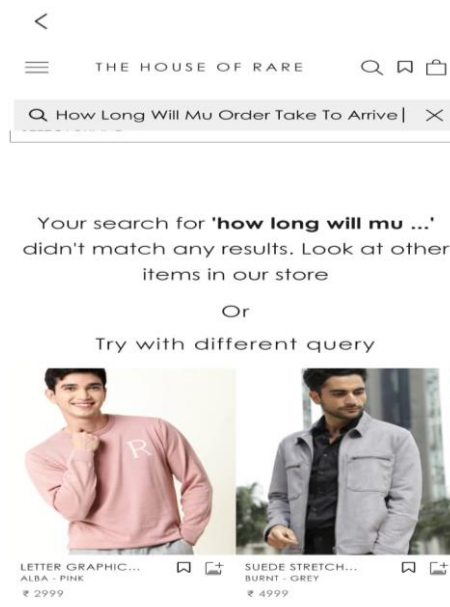 THE HOUSE OF RARE
How Long Will Mu Order Take To Arrive
Your search for 'how long will mu ...'
didn't match any results. Look at other
items in our store
Or
Try with different query
R
LETTER GRAPHIC... SUEDE STRETCH...
ALBA - PINK BURNT - GREY
₹ 2999 ₹ 4999